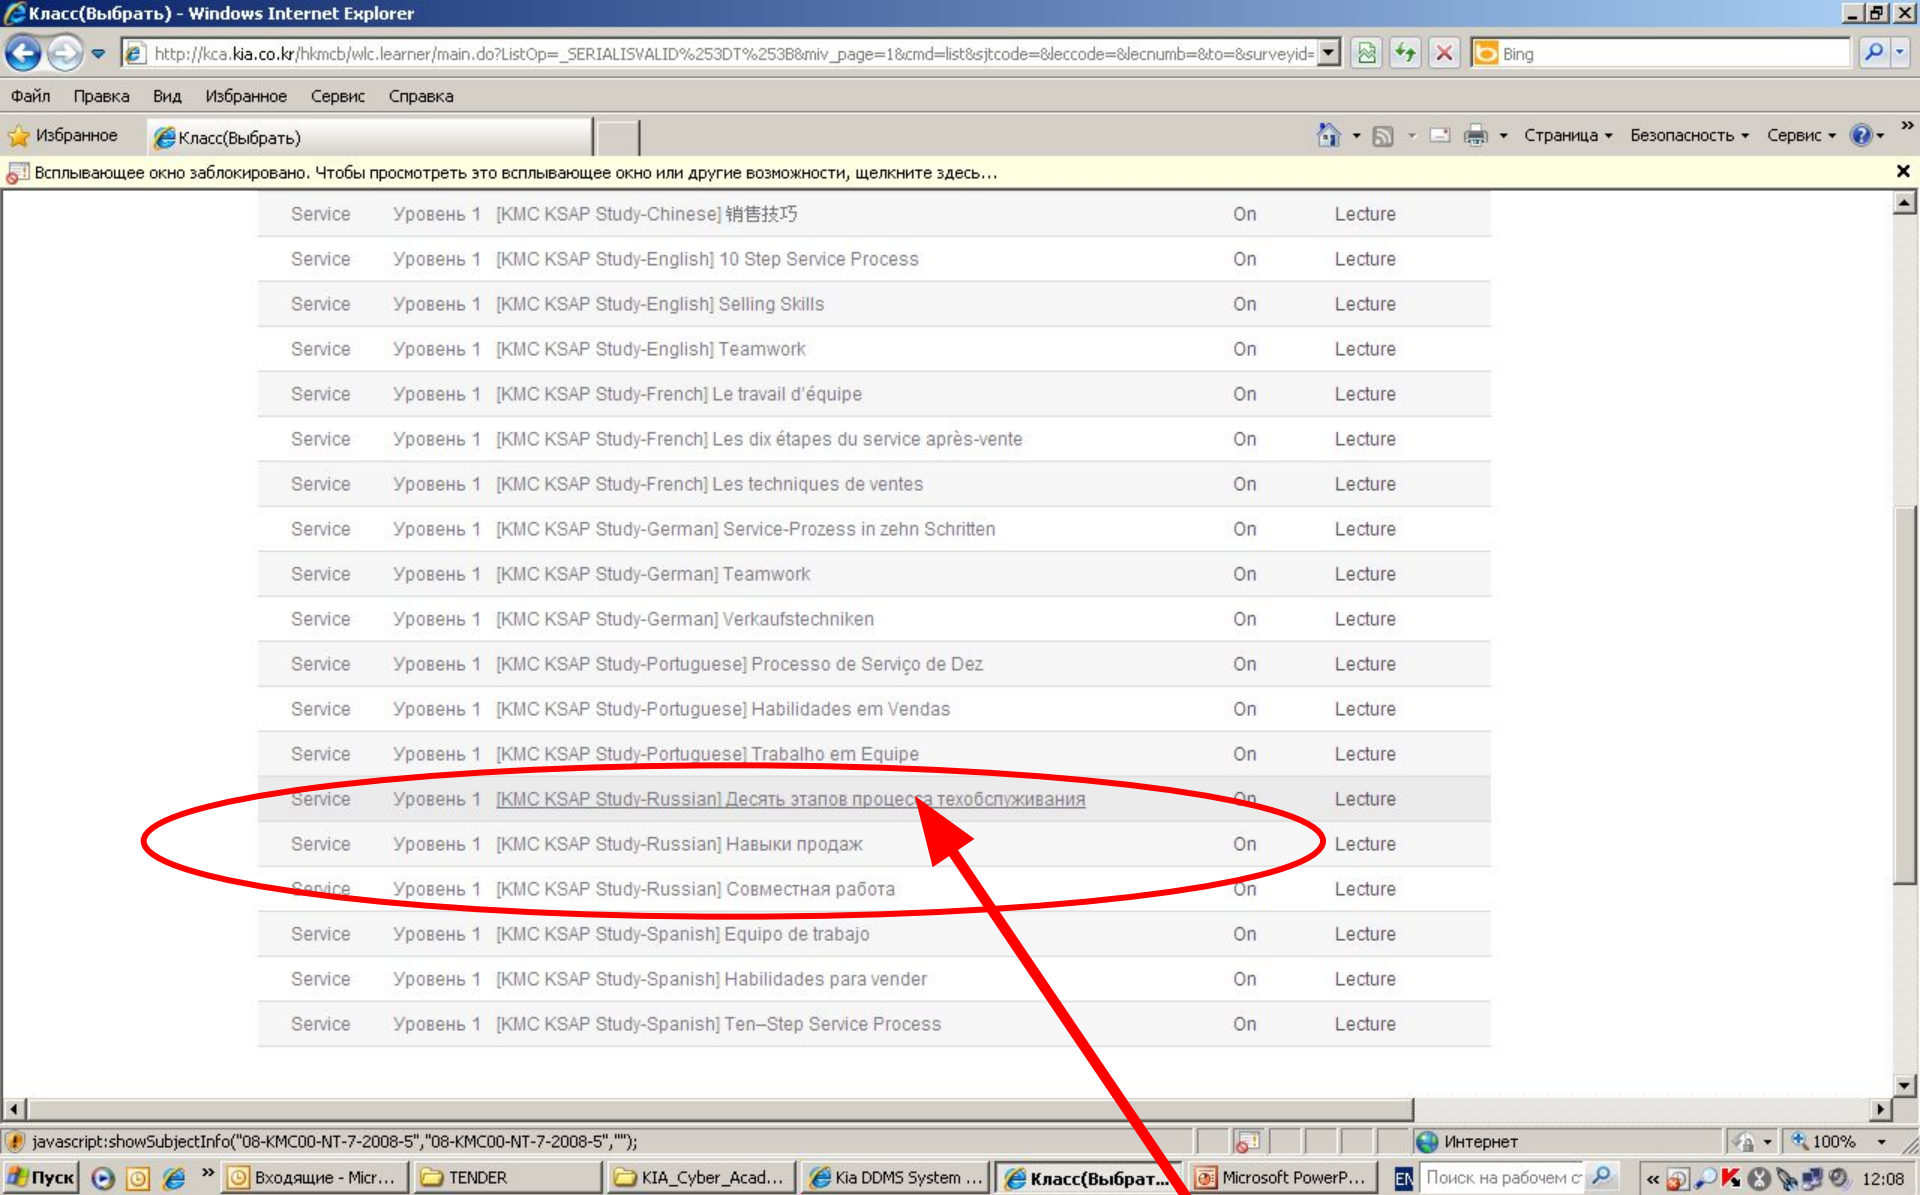 Класс(Выбрать) - Windows Internet Explorer
http://kca.kia.co.kr/hkmcb/wlc.learner/main.do?ListOp=_SERIALISVALID%253DT%253B&miv_page=1&cmd=list&sjtcode=&leccode=&lecnumb=&to=&surveyid= Bing
Файл Правка Вид Избранное Сервис Справка
Избранное Класс(Выбрать) Страница Безопасность Сервис »
Всплывающее окно заблокировано. Чтобы просмотреть это всплывающее окно или другие возможности, щелкните здесь...
Service Уровень 1 [KMC KSAP Study-Chinese] 销售技巧 On Lecture
Service Уровень 1 [KMC KSAP Study-English] 10 Step Service Process On Lecture
Service Уровень 1 [KMC KSAP Study-English] Selling Skills On Lecture
Service Уровень 1 [KMC KSAP Study-English] Teamwork On Lecture
Service Уровень 1 [KMC KSAP Study-French] Le travail d'équipe On Lecture
Service Уровень 1 [KMC KSAP Study-French] Les dix étapes du service après-vente On Lecture
Service Уровень 1 [KMC KSAP Study-French] Les techniques de ventes On Lecture
Service Уровень 1 [KMC KSAP Study-German] Service-Prozess in zehn Schritten On Lecture
Service Уровень 1 [KMC KSAP Study-German] Teamwork On Lecture
Service Уровень 1 [KMC KSAP Study-German] Verkaufstechniken On Lecture
Service Уровень 1 [KMC KSAP Study-Portuguese] Processo de Serviço de Dez On Lecture
Service Уровень 1 [KMC KSAP Study-Portuguese] Habilidades em Vendas On Lecture
Service Уровень 1 [KMC KSAP Study-Portuguese] Trabalho em Equipe On Lecture
Service Уровень 1 [KMC KSAP Study-Russian] Десять этапов процесса техобслуживания On Lecture
Service Уровень 1 [KMC KSAP Study-Russian] Навыки продаж On Lecture
Service Уровень 1 [KMC KSAP Study-Russian] Совместная работа On Lecture
Service Уровень 1 [KMC KSAP Study-Spanish] Equipo de trabajo On Lecture
Service Уровень 1 [KMC KSAP Study-Spanish] Habilidades para vender On Lecture
Service Уровень 1 [KMC KSAP Study-Spanish] Ten–Step Service Process On Lecture
javascript:showSubjectInfo("08-KMC00-NT-7-2008-5","08-KMC00-NT-7-2008-5",""); Интернет 100%
Пуск » Входящие - Micr... TENDER KIA_Cyber_Acad... Kia DDMS System ... Класс(Выбрат... Microsoft PowerP... EN Поиск на рабочем с « 12:08